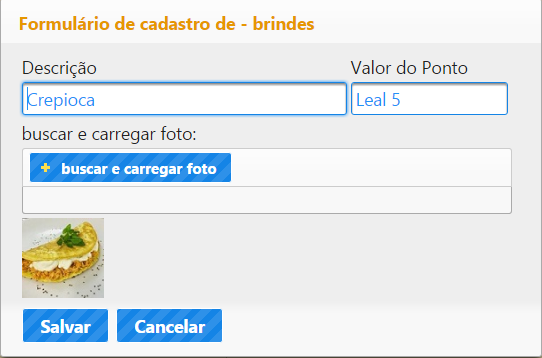 Formulário de cadastro de - brindes
Descrição Valor do Ponto
Crepioca Leal 5
buscar e carregar foto:
+ buscar e carregar foto
Salvar Cancelar